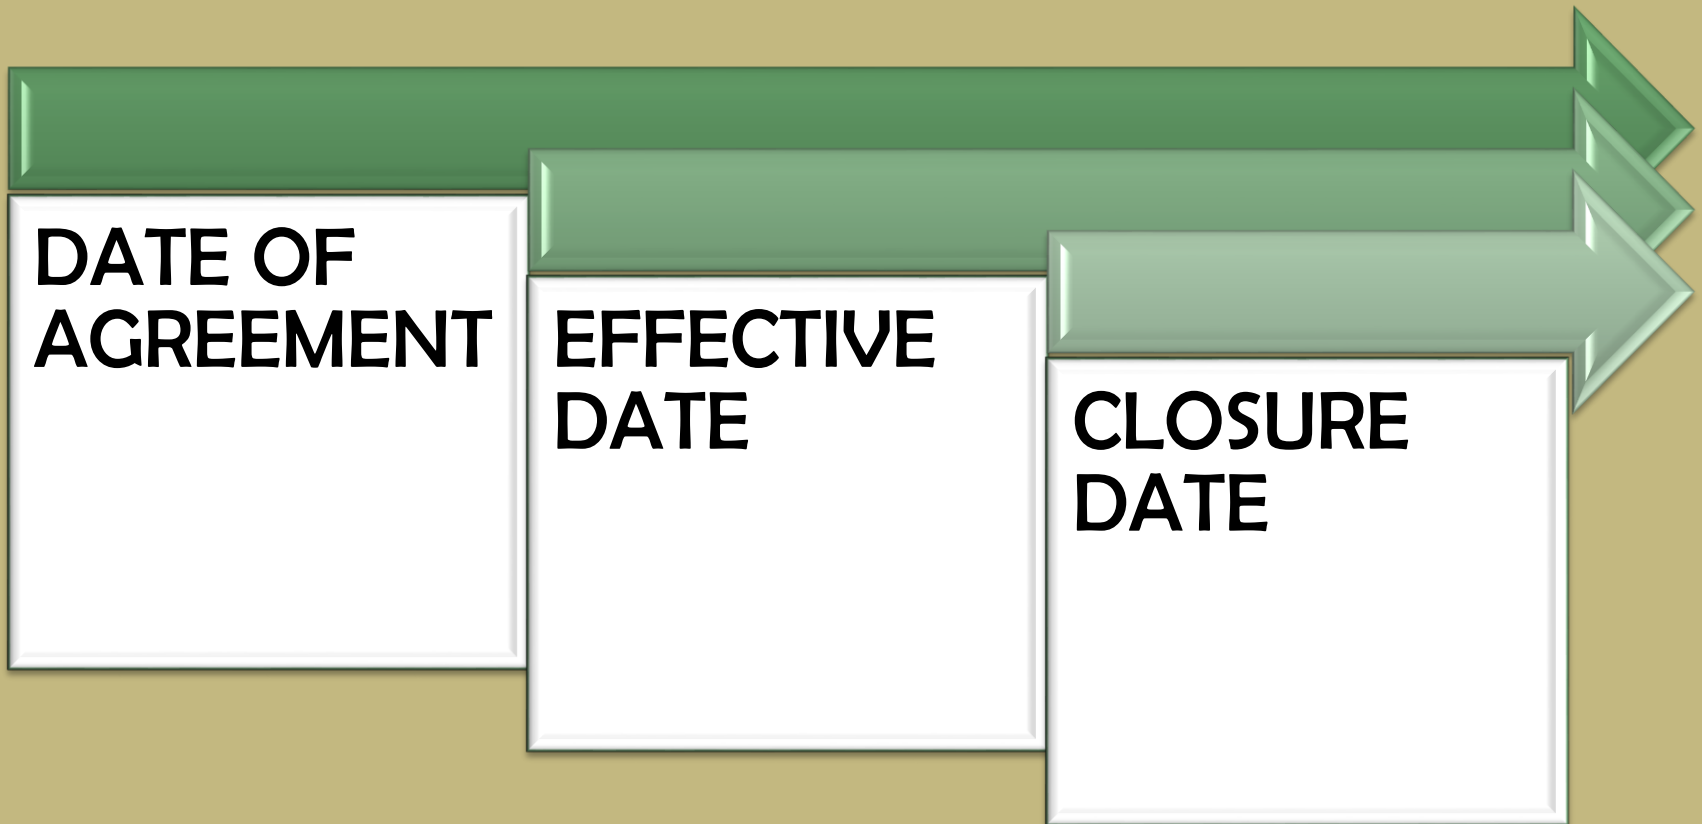 DATE OF
AGREEMENT
EFFECTIVE
DATE
CLOSURE
DATE